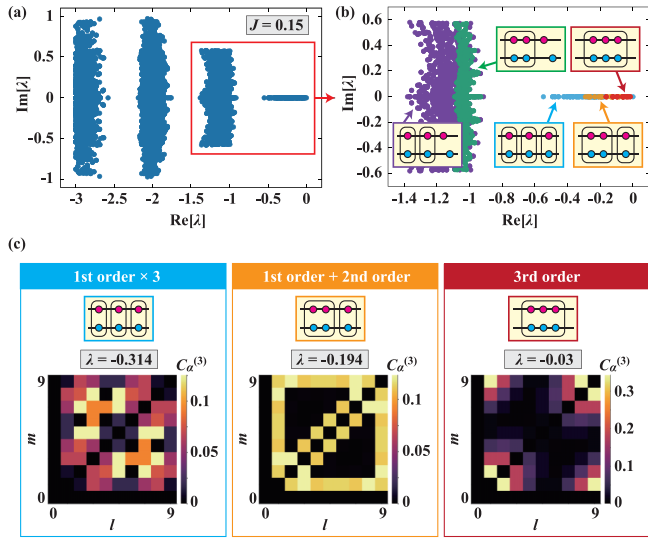 (a)
J = 0.15
Im[λ]
1
0.5
0
-0.5
-1
-3
-2.5
-2
-1.5
-1
-0.5
0
Re[λ]
(b)
Im[λ]
0.6
0.4
0.2
0
-0.2
-0.4
-0.6
-1.4
-1.2
-1
-0.8
-0.6
-0.4
-0.2
0
Re[λ]
(c)
1st order × 3
λ = -0.314
Cα(3)
9
m
0
0
l
9
0.1
0.05
0
1st order + 2nd order
λ = -0.194
Cα(3)
9
m
0
0
l
9
0.1
0.05
0
3rd order
λ = -0.03
Cα(3)
9
m
0
0
l
9
0.3
0.2
0.1
0